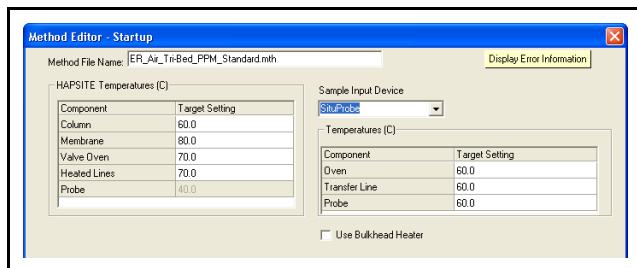 Method Editor - Startup
Method File Name: ER_Air_Tri-Bed_PPM_Standard.mth
Display Error Information
HAPSITE Temperatures (C)
Component Target Setting
Column 60.0
Membrane 80.0
Valve Oven 70.0
Heated Lines 70.0
Probe 40.0
Sample Input Device
SituProbe
Temperatures (C)
Component Target Setting
Oven 60.0
Transfer Line 60.0
Probe 60.0
Use Bulkhead Heater